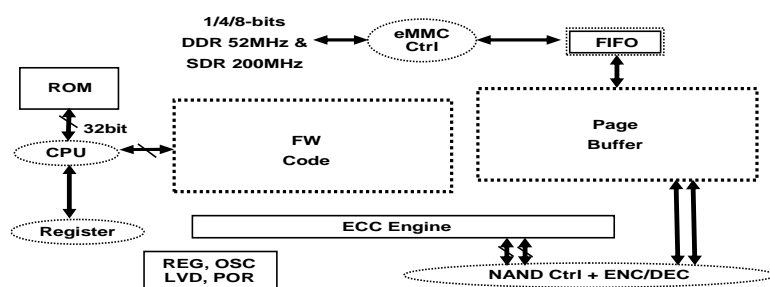 1/4/8-bits
DDR 52MHz &
SDR 200MHz
eMMC
Ctrl
FIFO
ROM
32bit
CPU
FW
Code
Page
Buffer
Register
ECC Engine
REG, OSC
LVD, POR
NAND Ctrl + ENC/DEC